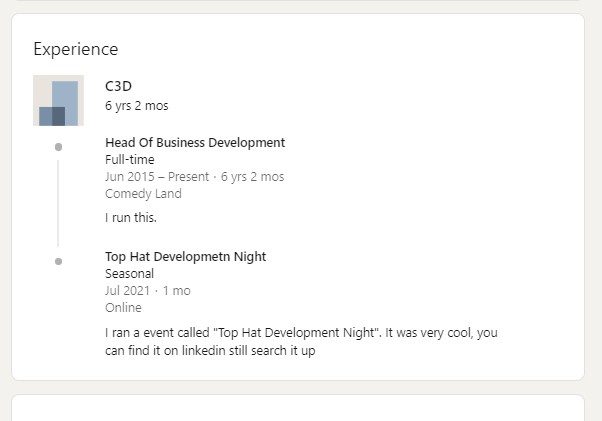 Experience
C3D
6 yrs 2 mos
Head Of Business Development
Full-time
Jun 2015 – Present · 6 yrs 2 mos
Comedy Land
I run this.
Top Hat Developmetn Night
Seasonal
Jul 2021 · 1 mo
Online
I ran a event called "Top Hat Development Night". It was very cool, you
can find it on linkedin still search it up